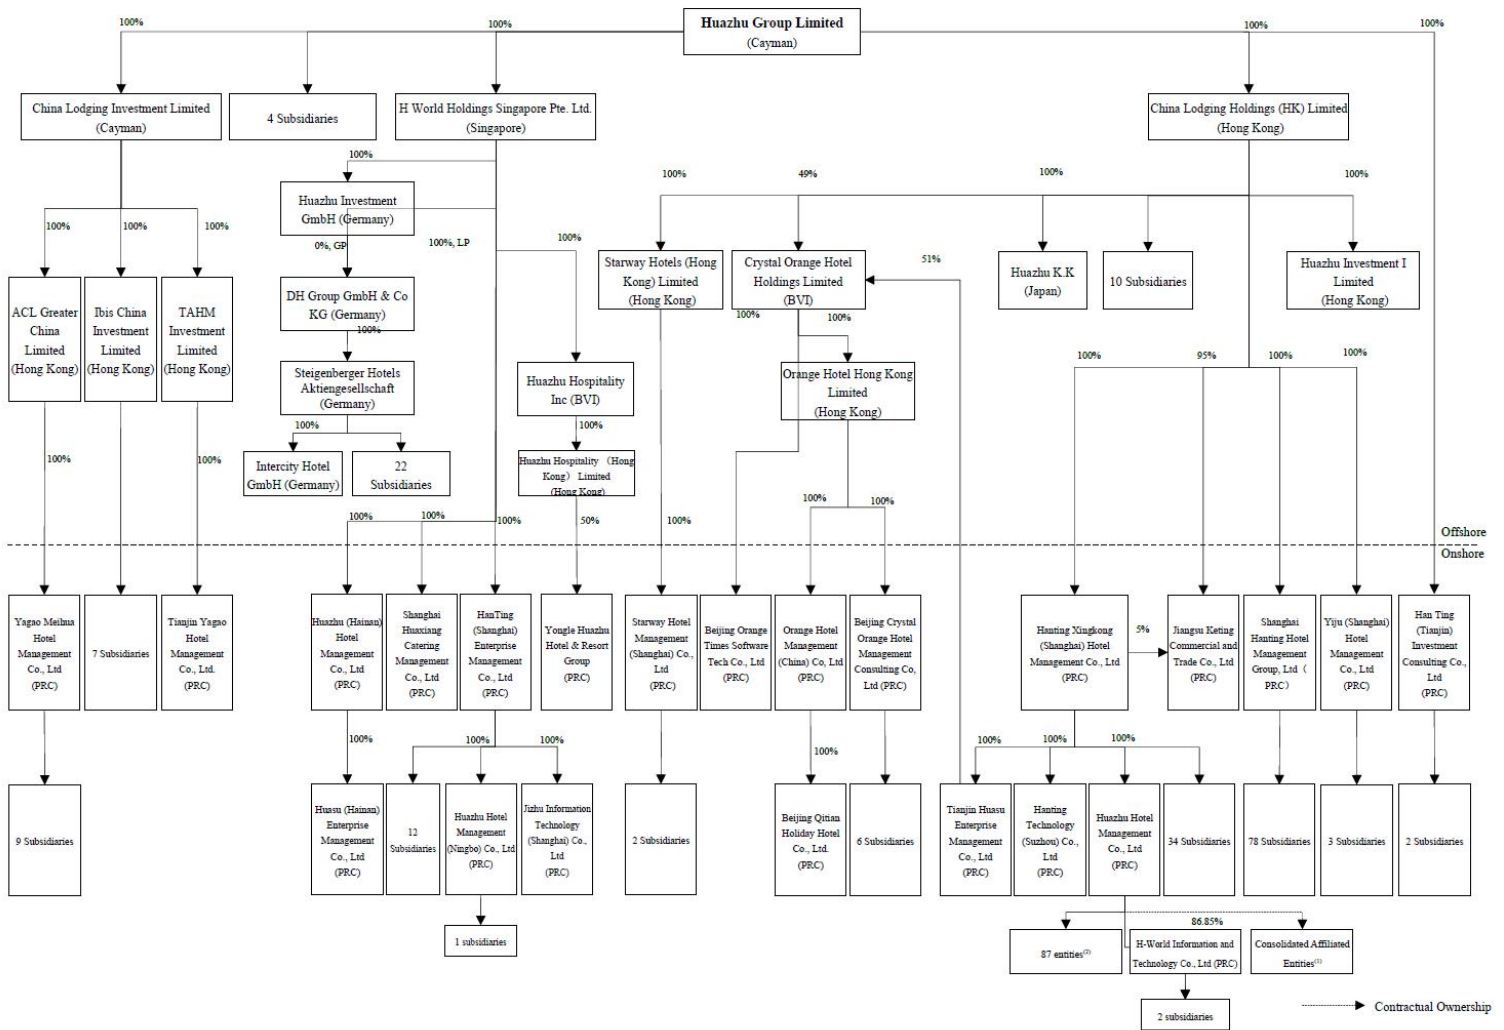 Huazhu Group Limited
(Cayman)
100%
100%
100%
100%
China Lodging Investment Limited
(Cayman)
4 Subsidiaries
H World Holdings Singapore Pte. Ltd.
(Singapore)
China Lodging Holdings (HK) Limited
(Hong Kong)
100%
Huazhu Investment
GmbH (Germany)
100%
49%
100%
100%
100%
100%
100%
0%, GP
100%, LP
100%
ACL Greater
China
Limited
(Hong Kong)
Ibis China
Investment
Limited
(Hong Kong)
TAHM
Investment
Limited
(Hong Kong)
DH Group GmbH & Co
KG (Germany)
100%
Starway Hotels (Hong
Kong) Limited
(Hong Kong)
Crystal Orange Hotel
Holdings Limited
(BVI)
51%
Huazhu K.K
(Japan)
10 Subsidiaries
Huazhu Investment I
Limited
(Hong Kong)
100%
100%
Steigenberger Hotels
Aktiengesellschaft
(Germany)
Huazhu Hospitality
Inc (BVI)
Orange Hotel Hong Kong
Limited
(Hong Kong)
100%
95%
100%
100%
100%
100%
Intercity Hotel
GmbH (Germany)
22
Subsidiaries
Huazhu Hospitality （Hong
Kong） Limited
(Hong Kong)
100%
100%
100%
100%
100%
100%
100%
50%
100%
Offshore
Onshore
Yagao Meihua
Hotel
Management
Co., Ltd
(PRC)
7 Subsidiaries
Tianjin Yagao
Hotel
Management
Co., Ltd.
(PRC)
Huazhu (Hainan)
Hotel
Management
Co., Ltd
(PRC)
Shanghai
Huaxiang
Catering
Management
Co., Ltd
(PRC)
HanTing
(Shanghai)
Enterprise
Management
Co., Ltd
(PRC)
Yongle Huazhu
Hotel & Resort
Group
(PRC)
Starway Hotel
Management
(Shanghai) Co.,
Ltd
(PRC)
Beijing Orange
Times Software
Tech Co., Ltd
(PRC)
Orange Hotel
Management
(China) Co, Ltd
(PRC)
Beijing Crystal
Orange Hotel
Management
Consulting Co,
Ltd (PRC)
Hanting Xingkong
(Shanghai) Hotel
Management Co., Ltd
(PRC)
5%
Jiangsu Keting
Commercial and
Trade Co., Ltd
(PRC)
Shanghai
Hanting Hotel
Management
Group, Ltd（
PRC）
Yiju (Shanghai)
Hotel
Management
Co., Ltd
(PRC)
Han Ting
(Tianjin)
Investment
Consulting Co.,
Ltd
(PRC)
100%
100%
100%
100%
100%
100%
100%
9 Subsidiaries
Huasu (Hainan)
Enterprise
Management
Co., Ltd
(PRC)
12
Subsidiaries
Huazhu Hotel
Management
(Ningbo) Co., Ltd
(PRC)
Jizhu Information
Technology
(Shanghai) Co.,
Ltd
(PRC)
2 Subsidiaries
Beijing Qitian
Holiday Hotel
Co., Ltd.
(PRC)
6 Subsidiaries
Tianjin Huasu
Enterprise
Management
Co., Ltd
(PRC)
Hanting
Technology
(Suzhou) Co.,
Ltd
(PRC)
Huazhu Hotel
Management
Co., Ltd
(PRC)
34 Subsidiaries
78 Subsidiaries
3 Subsidiaries
2 Subsidiaries
1 subsidiaries
86.85%
87 entities(2)
H-World Information and
Technology Co., Ltd (PRC)
Consolidated Affiliated
Entities(1)
2 subsidiaries
Contractual Ownership